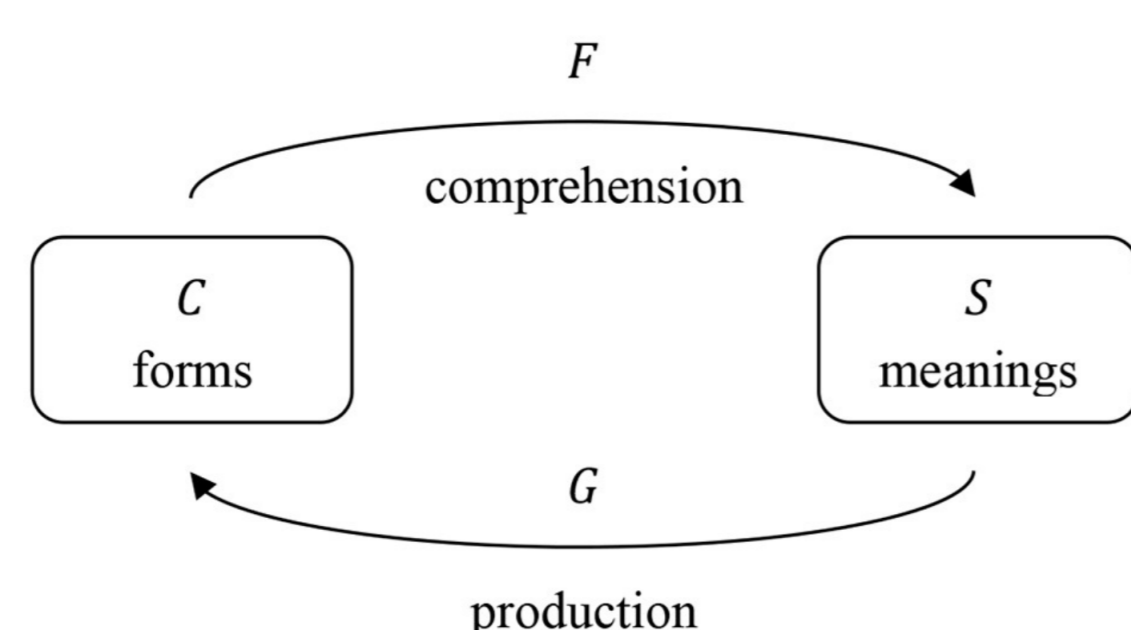 F
comprehension
C
forms
S
meanings
G
production